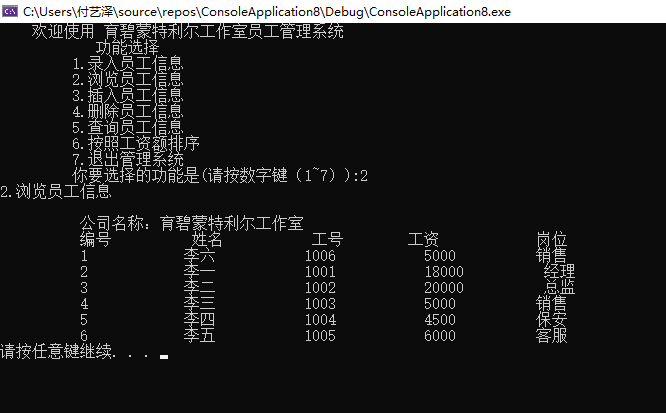 C:\Users\付艺泽\source\repos\ConsoleApplication8\Debug\ConsoleApplication8.exe
欢迎使用 育碧蒙特利尔工作室员工管理系统
功能选择
1.录入员工信息
2.浏览员工信息
3.插入员工信息
4.删除员工信息
5.查询员工信息
6.按照工资额排序
7.退出管理系统
你要选择的功能是(请按数字键（1~7）):2
2.浏览员工信息
公司名称：育碧蒙特利尔工作室
编号 姓名 工号 工资 岗位
1 李六 1006 5000 销售
2 李一 1001 18000 经理
3 李二 1002 20000 总监
4 李三 1003 5000 销售
5 李四 1004 4500 保安
6 李五 1005 6000 客服
请按任意键继续. . .